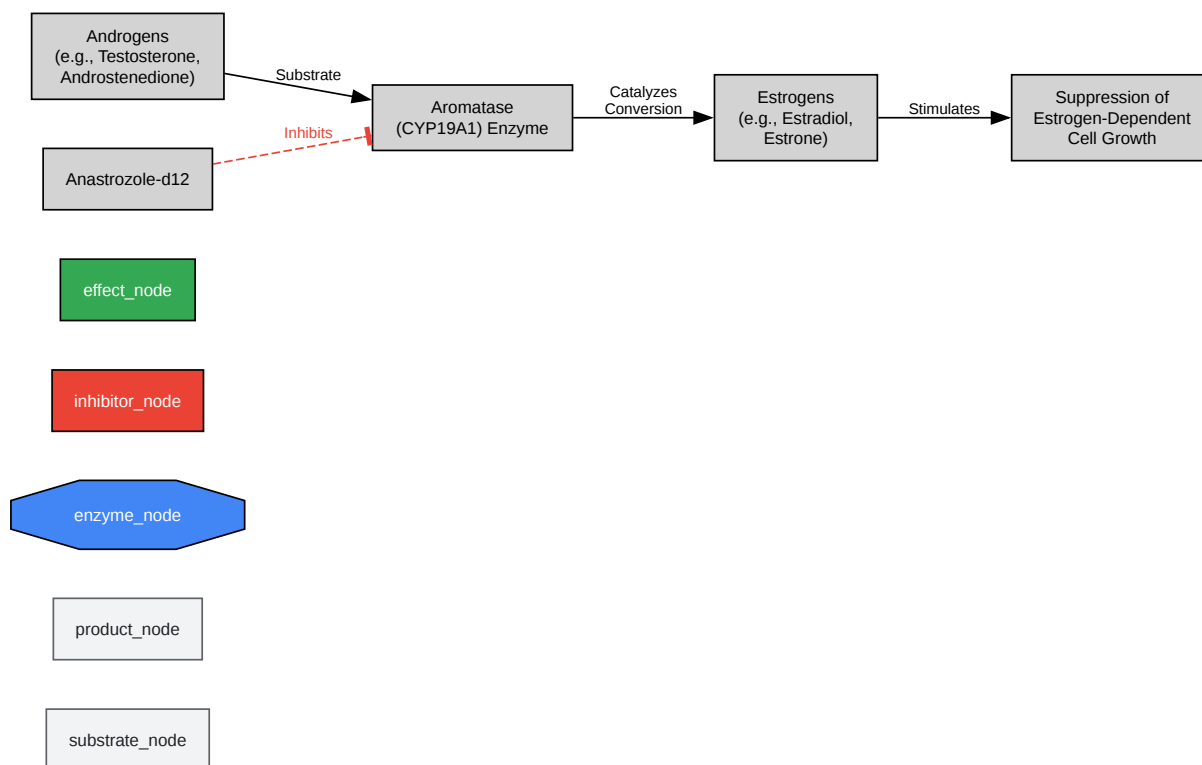 Androgens
(e.g., Testosterone,
Androstenedione)
Substrate
Aromatase
(CYP19A1) Enzyme
Catalyzes
Conversion
Estrogens
(e.g., Estradiol,
Estrone)
Stimulates
Suppression of
Estrogen-Dependent
Cell Growth
Inhibits
Anastrozole-d12
effect_node
inhibitor_node
enzyme_node
product_node
substrate_node